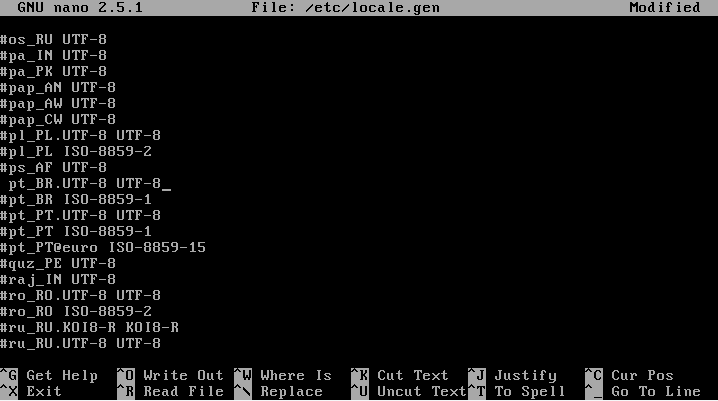 GNU nano 2.5.1 File: /etc/locale.gen Modified
#os_RU UTF-8
#pa_IN UTF-8
#pa_PK UTF-8
#pap_AN UTF-8
#pap_AW UTF-8
#pap_CW UTF-8
#pl_PL.UTF-8 UTF-8
#pl_PL ISO-8859-2
#ps_AF UTF-8
 pt_BR.UTF-8 UTF-8_
#pt_BR ISO-8859-1
#pt_PT.UTF-8 UTF-8
#pt_PT ISO-8859-1
#pt_PT@euro ISO-8859-15
#quz_PE UTF-8
#raj_IN UTF-8
#ro_RO.UTF-8 UTF-8
#ro_RO ISO-8859-2
#ru_RU.KOI8-R KOI8-R
#ru_RU.UTF-8 UTF-8
^G Get Help ^O Write Out ^W Where Is ^K Cut Text ^J Justify ^C Cur Pos
^X Exit ^R Read File ^\ Replace ^U Uncut Text ^T To Spell ^_ Go To Line